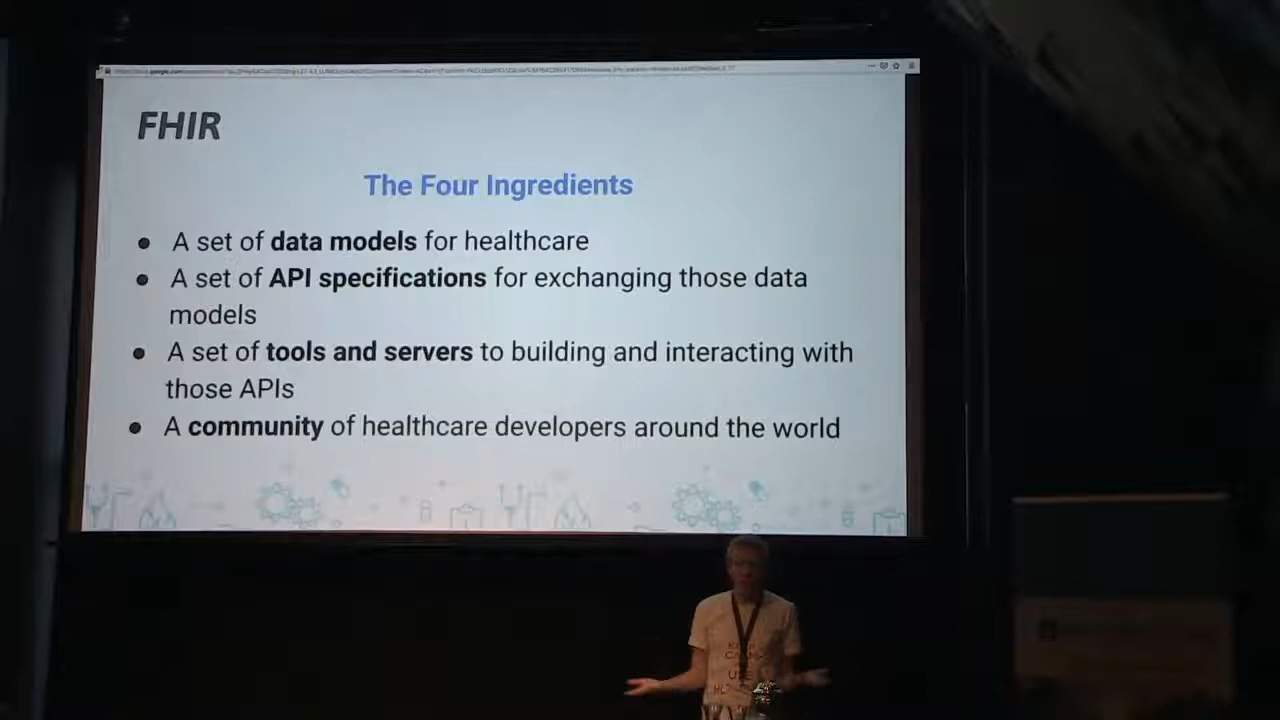 FHIR
The Four Ingredients
● A set of data models for healthcare
● A set of API specifications for exchanging those data
models
● A set of tools and servers to building and interacting with
those APIs
● A community of healthcare developers around the world